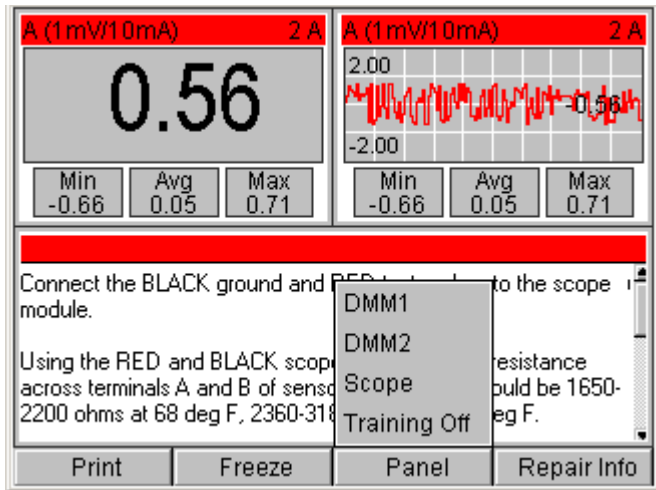 A (1mV/10mA) 2 A
0.56
Min Avg Max
-0.66 0.05 0.71
A (1mV/10mA) 2 A
2.00
-0.56
-2.00
Min Avg Max
-0.66 0.05 0.71
Connect the BLACK ground and to the scope
module.
Using the RED and BLACK scop resistance
across terminals A and B of senso ould be 1650-
2200 ohms at 68 deg F, 2360-318 eg F.
DMM1
DMM2
Scope
Training Off
Print Freeze Panel Repair Info